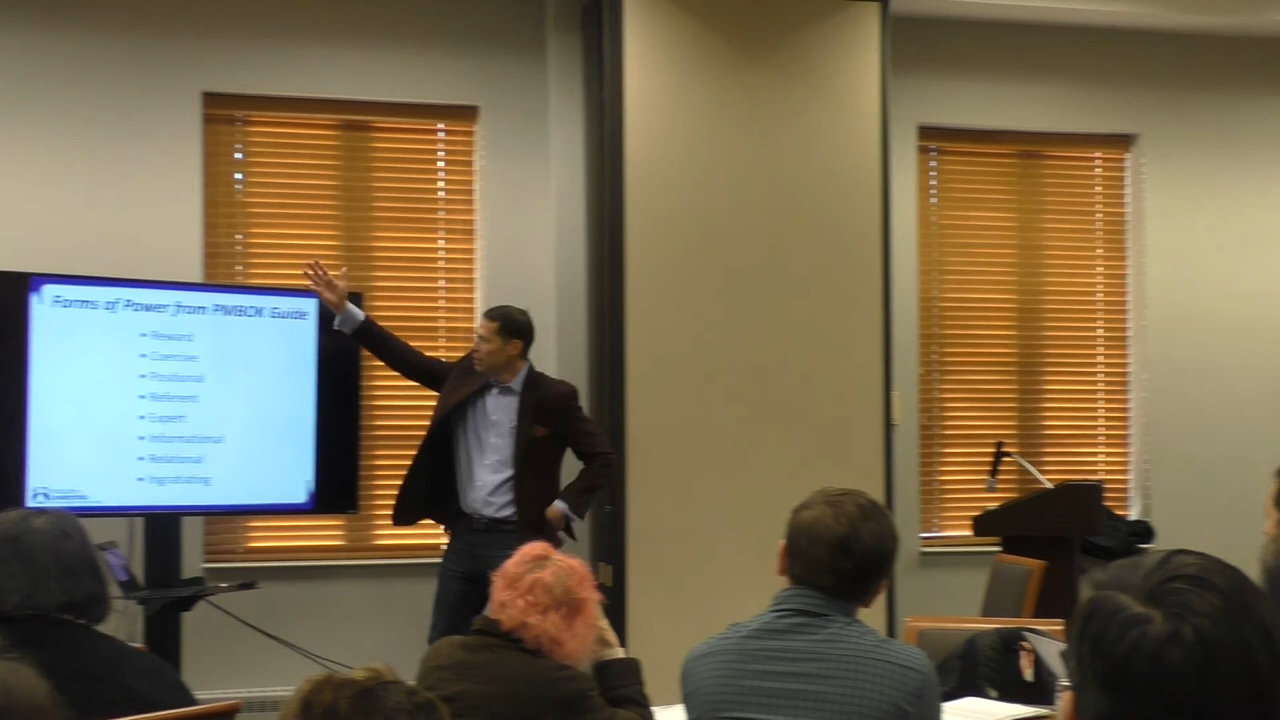 Forms of Power from PMBOK Guide
• Reward
• Coercive
• Positional
• Referent
• Expert
• Informational
• Relational
• Ingratiating